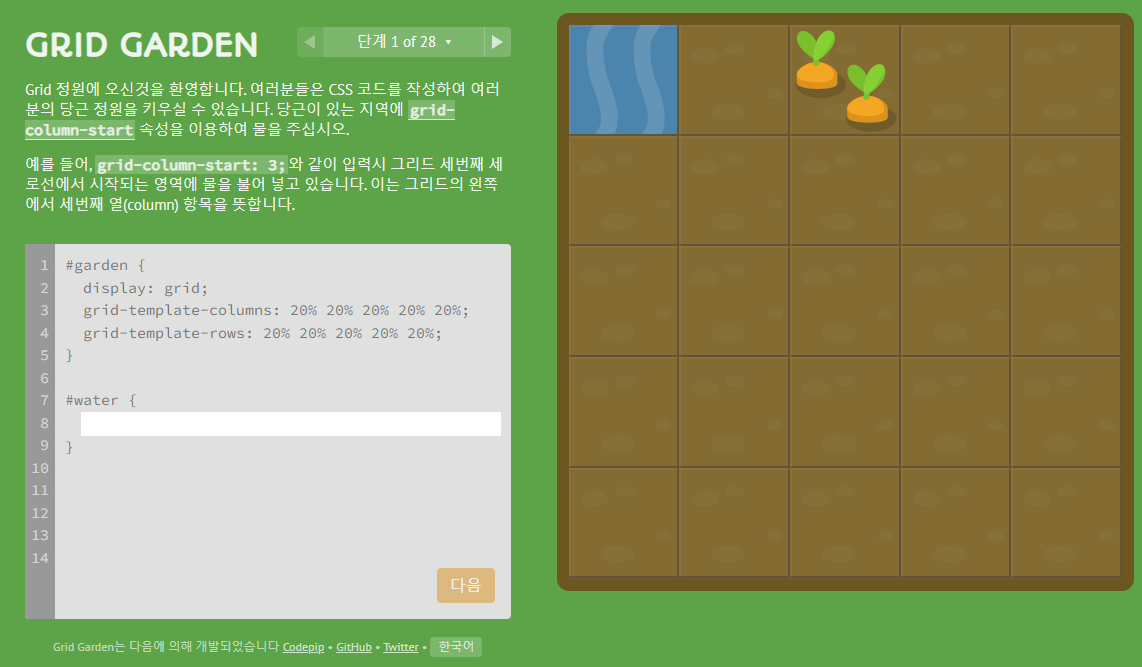 GRID GARDEN
단계 1 of 28
Grid 정원에 오신것을 환영합니다. 여러분들은 CSS 코드를 작성하여 여러
분의 당근 정원을 키우실 수 있습니다. 당근이 있는 지역에 grid-
column-start 속성을 이용하여 물을 주십시오.
예를 들어, grid-column-start: 3;와 같이 입력시 그리드 세번째 세
로선에서 시작되는 영역에 물을 불어 넣고 있습니다. 이는 그리드의 왼쪽
에서 세번째 열(column) 항목을 뜻합니다.
1 #garden {
2 display: grid;
3 grid-template-columns: 20% 20% 20% 20% 20%;
4 grid-template-rows: 20% 20% 20% 20% 20%;
5 }
6
7 #water {
8
9 }
10
11
12
13
14
다음
Grid Garden는 다음에 의해 개발되었습니다 Codepip • GitHub • Twitter • 한국어